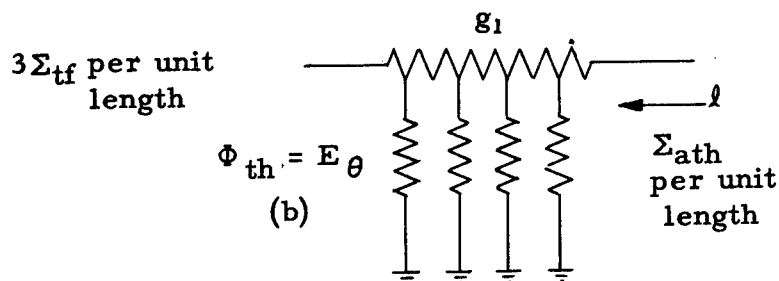 g₁
3Σ_tf per unit
length
ℓ
Φ_th = E_θ
(b)
Σ_ath
per unit
length